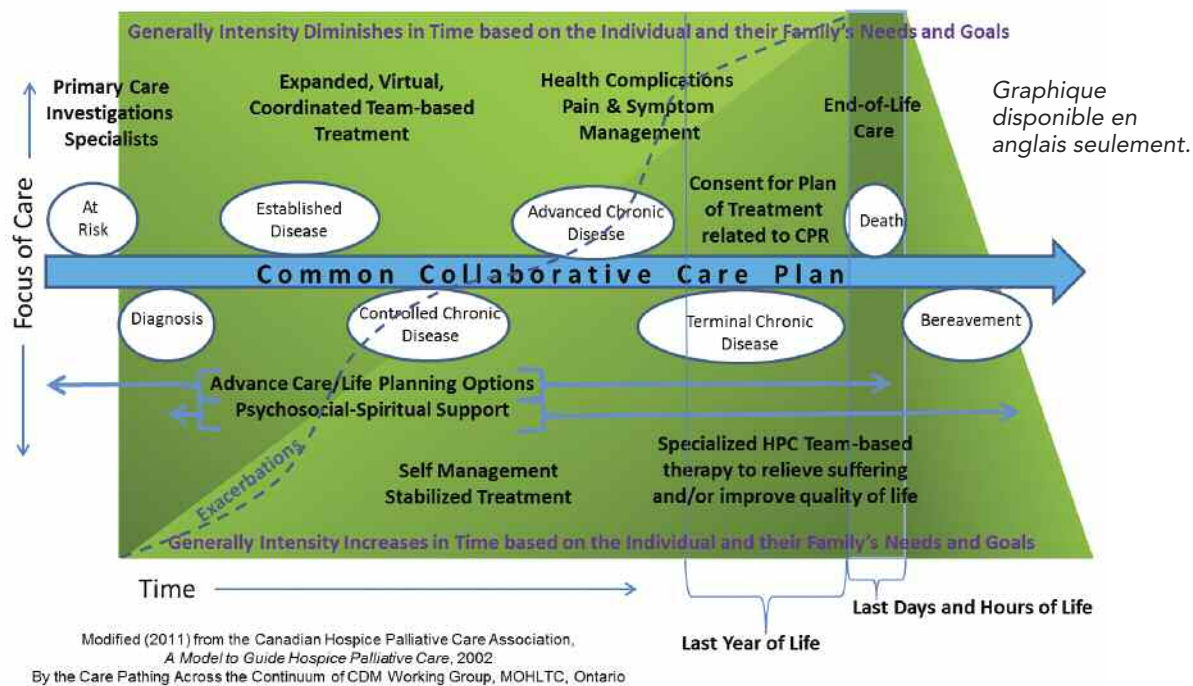 Generally Intensity Diminishes in Time based on the Individual and their Family's Needs and Goals
Primary Care
Investigations
Specialists
Expanded, Virtual,
Coordinated Team-based
Treatment
Health Complications
Pain & Symptom
Management
End-of-Life
Care
Graphique
disponible en
anglais seulement.
Focus of Care
At
Risk
Established
Disease
Advanced Chronic
Disease
Consent for Plan
of Treatment
related to CPR
Death
Common Collaborative Care Plan
Diagnosis
Controlled Chronic
Disease
Terminal Chronic
Disease
Bereavement
Advance Care/Life Planning Options
Psychosocial-Spiritual Support
Exacerbations
Self Management
Stabilized Treatment
Specialized HPC Team-based
therapy to relieve suffering
and/or improve quality of life
Generally Intensity Increases in Time based on the Individual and their Family's Needs and Goals
Time
Last Year of Life
Last Days and Hours of Life
Modified (2011) from the Canadian Hospice Palliative Care Association,
A Model to Guide Hospice Palliative Care, 2002
By the Care Pathing Across the Continuum of CDM Working Group, MOHLTC, Ontario